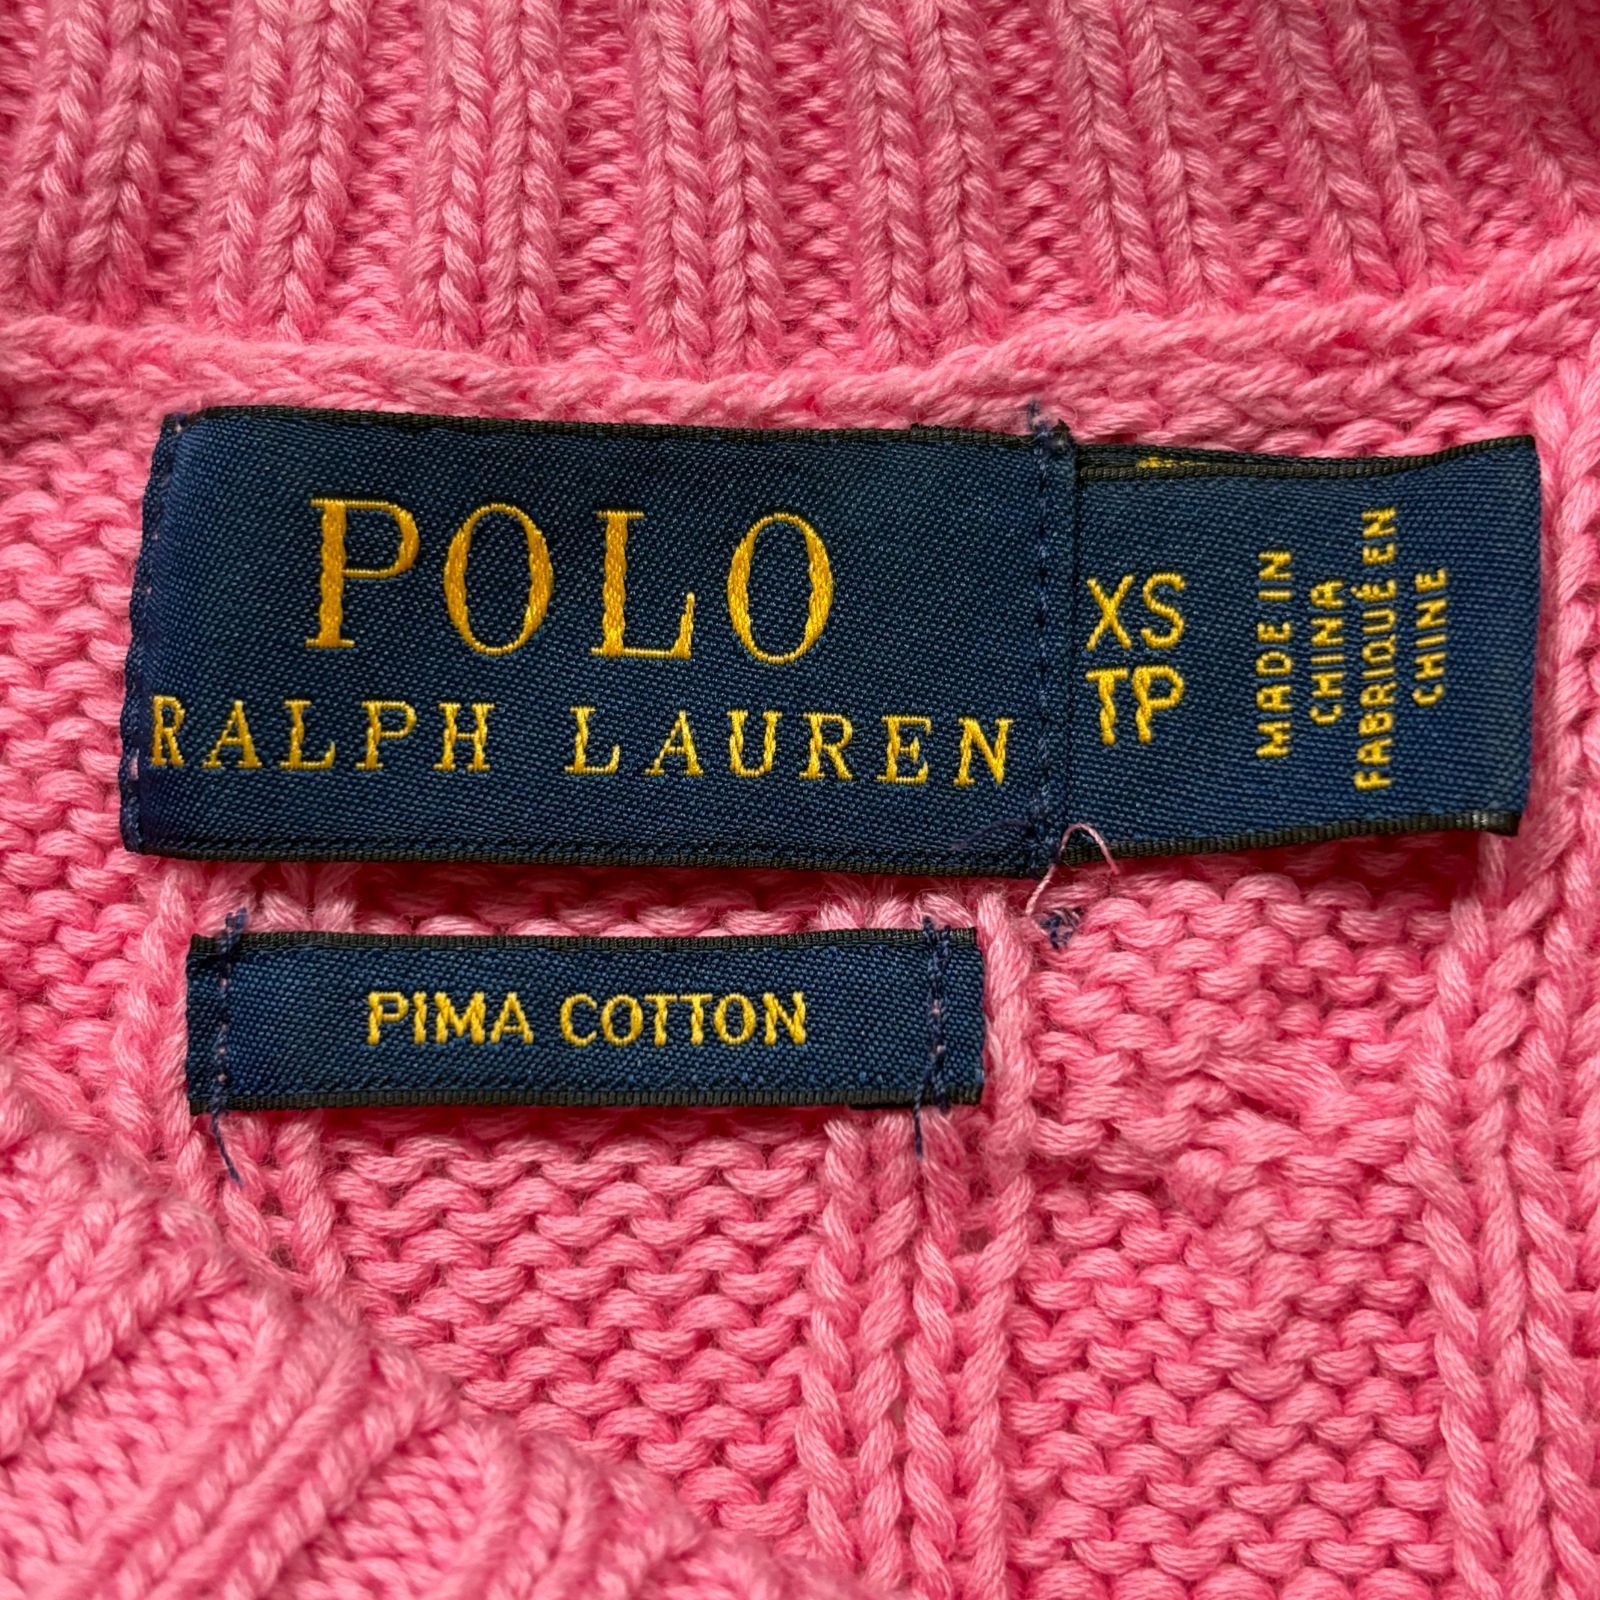 POLO
RALPH LAUREN
XS
TP
MADE IN
CHINA
FABRIQUÉ EN
CHINE
PIMA COTTON